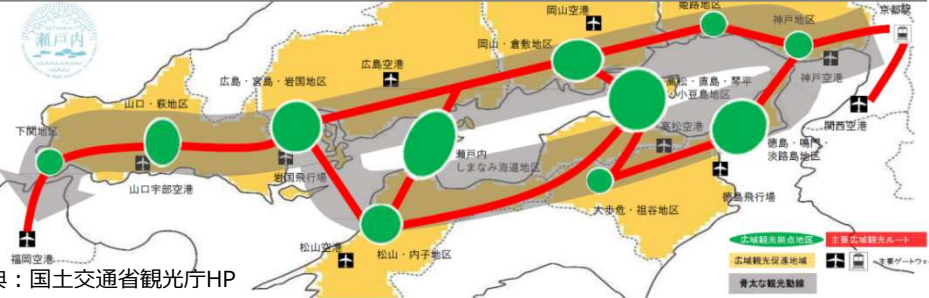 瀬戸内
岡山空港
姫路地区
京都駅
神戸地区
岡山・倉敷地区
広島空港
広島・宮島・岩国地区
高松・直島・琴平
小豆島地区
神戸空港
山口・萩地区
下関地区
関西空港
高松空港
瀬戸内
しまなみ海道地区
徳島・鳴門・
淡路島地区
岩国飛行場
山口宇部空港
徳島飛行場
大歩危・祖谷地区
松山空港
松山・内子地区
福岡空港
広域観光拠点地区
主要広域観光ルート
広域観光促進地域
主要ゲートウェ
骨太な観光動線
典：国土交通省観光庁HP